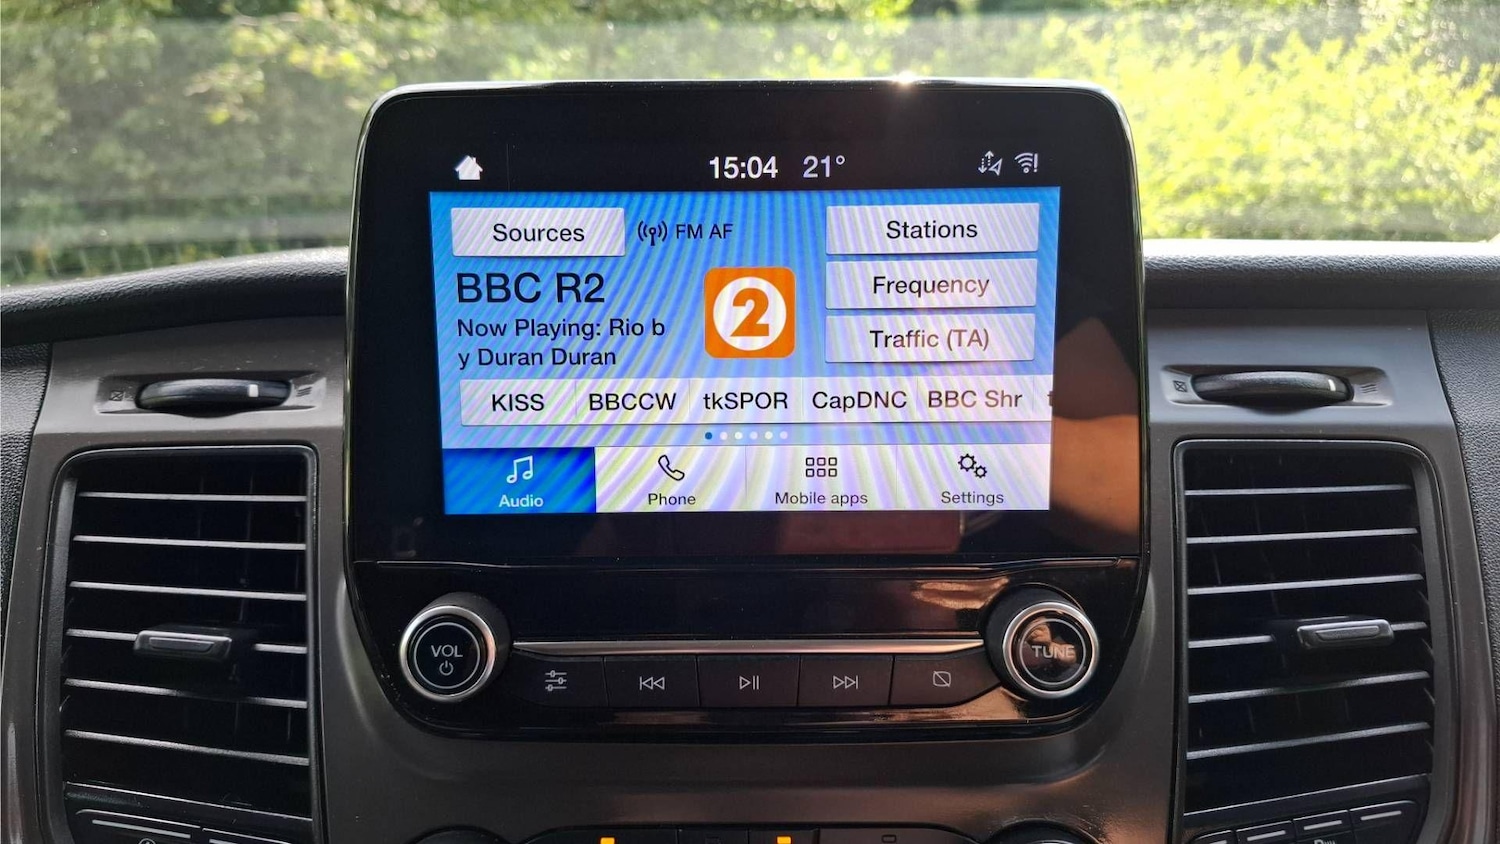 15:04 21°
Sources FM AF Stations
BBC R2
2
Frequency
Now Playing: Rio b
y Duran Duran
Traffic (TA)
KISS BBCCW tkSPOR CapDNC BBC Shr
Audio Phone Mobile apps Settings
VOL TUNE